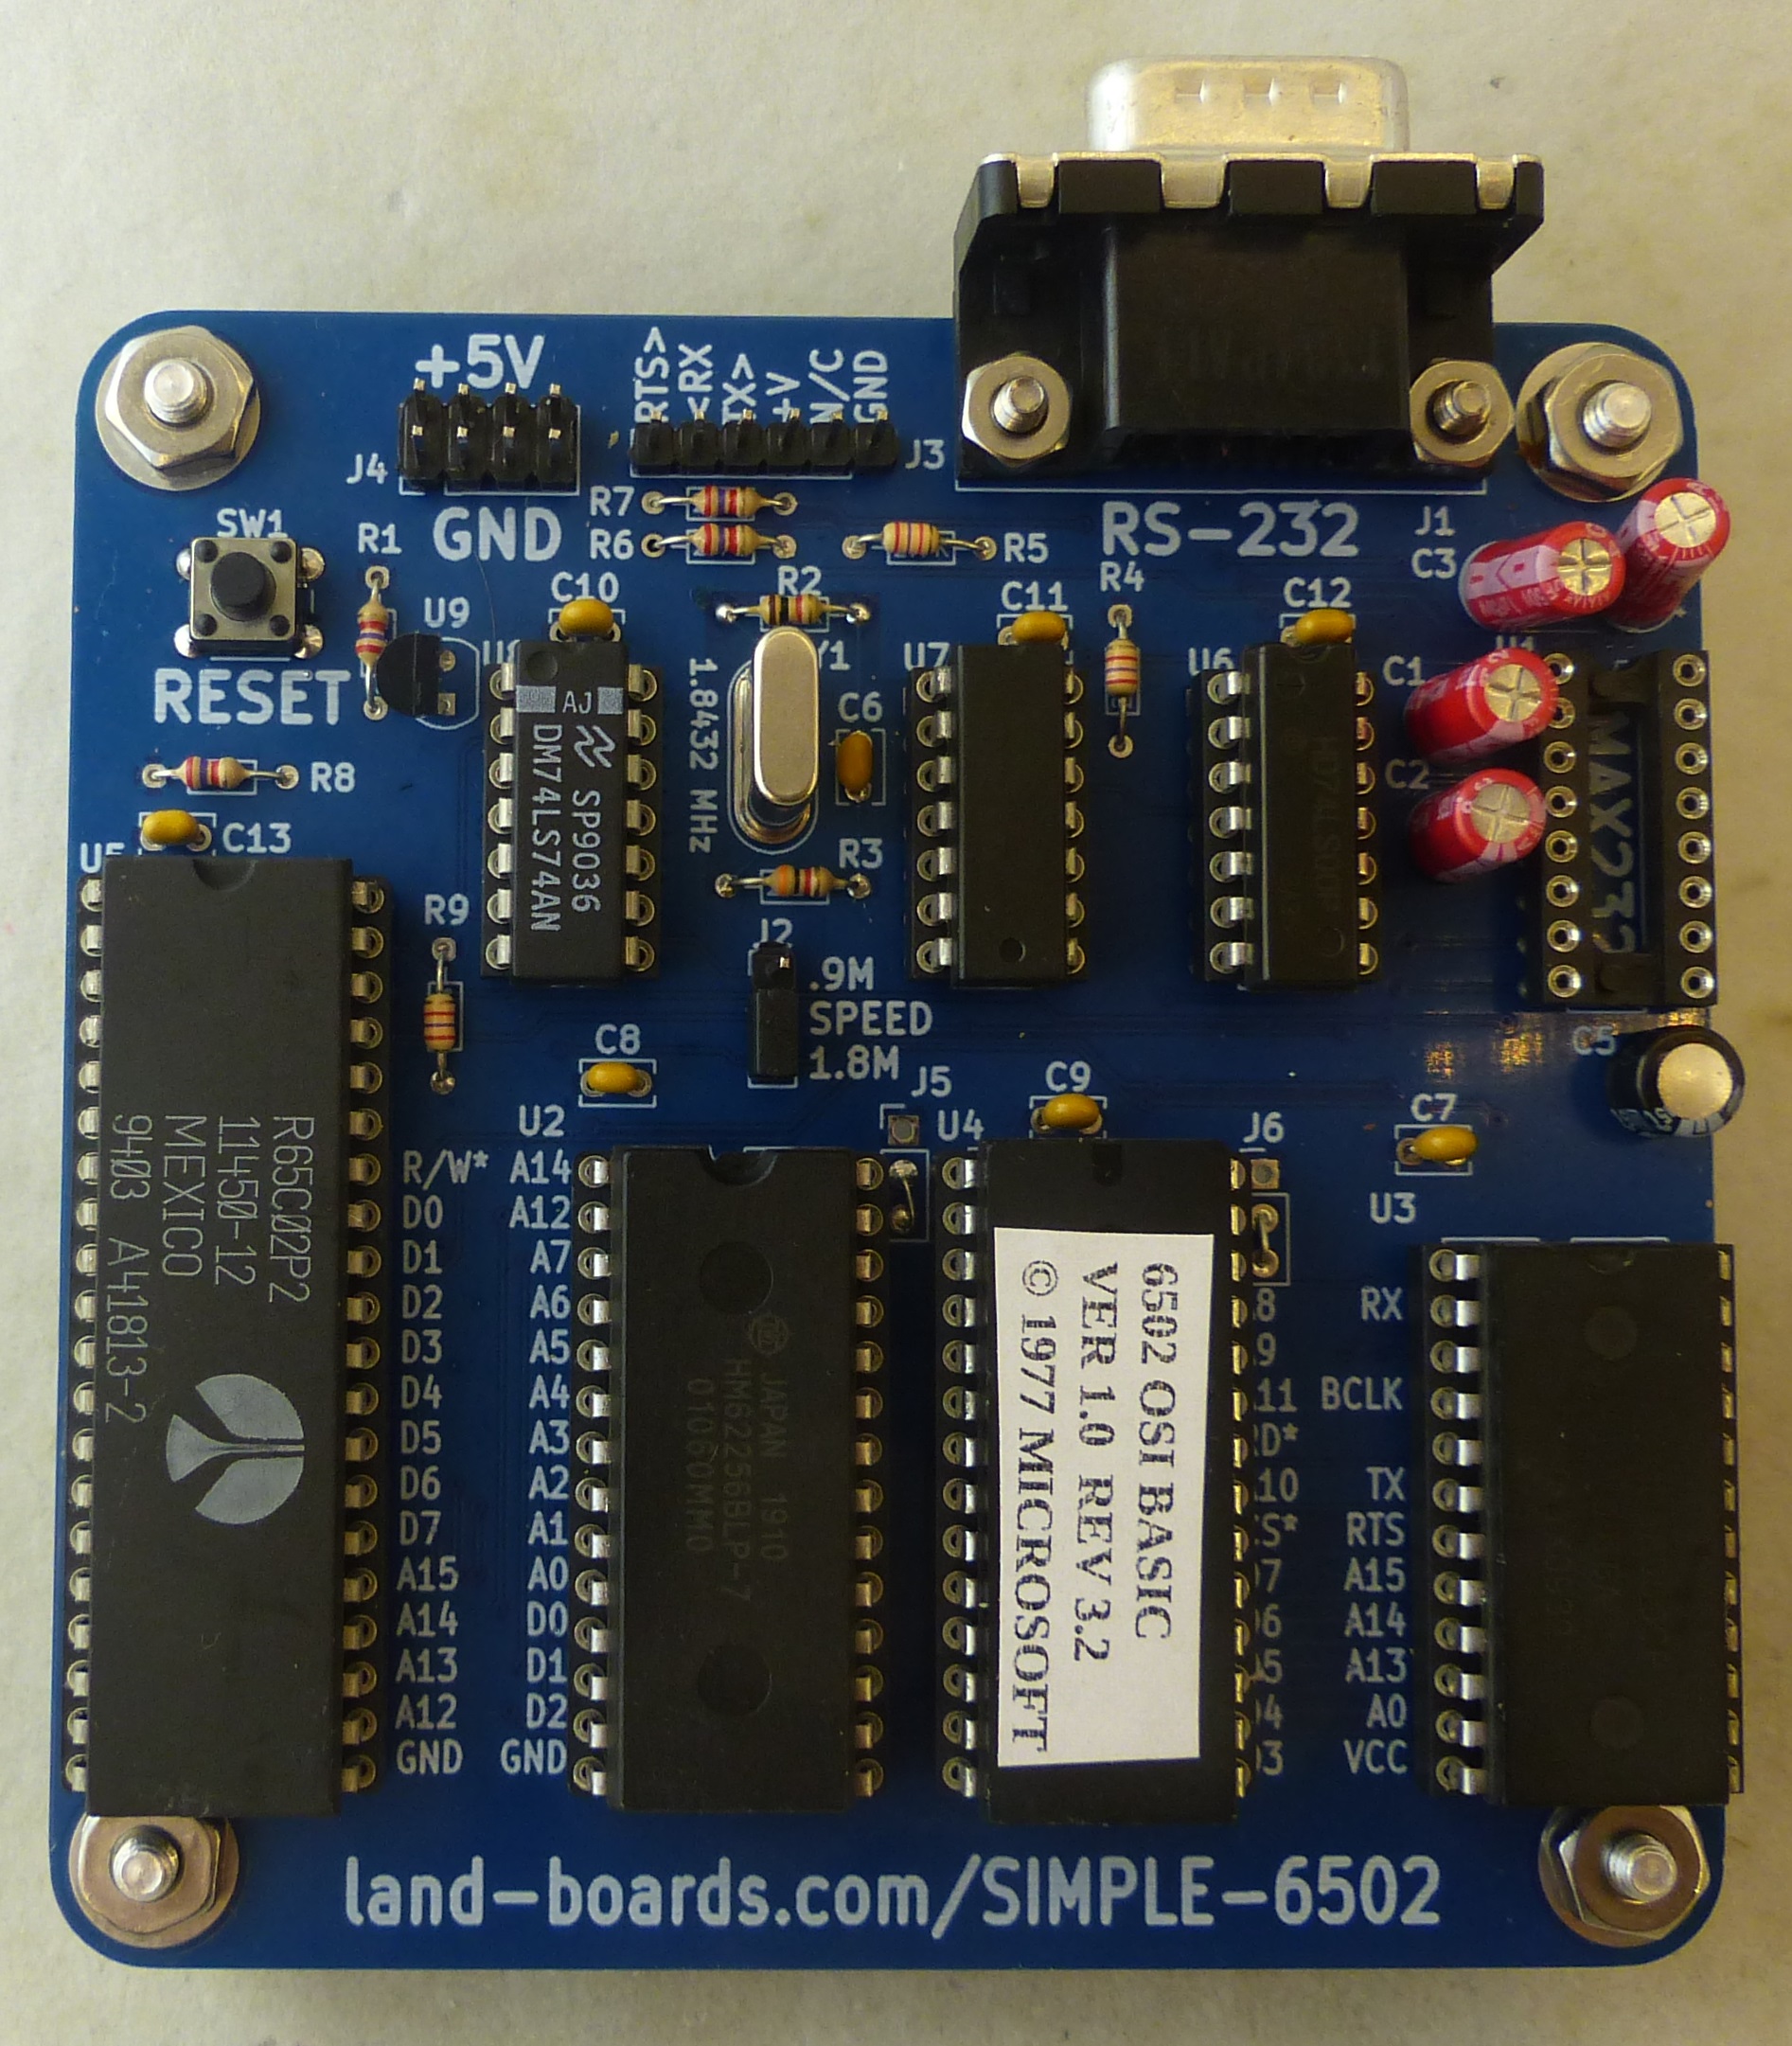 +5V
RTS>
<RX
TX>
+V
N/C
GND
J4
J3
GND
R7
R6
R5
RS-232
J1
C3
SW1
R1
C10
R2
C11
R4
C12
U9
RESET
Y1
U7
U6
C1
C6
C2
1.8432 MHz
AJ
SP9036
DM74LS74AN
MAX232
R8
C13
R3
R9
J2
.9M
SPEED
1.8M
C8
C5
J5
C9
C7
U2
U4
J6
U3
R65C02P2
11450-12
MEXICO
9403 A41813-2
R/W*
D0
D1
D2
D3
D4
D5
D6
D7
A15
A14
A13
A12
GND
A14
A12
A7
A6
A5
A4
A3
A2
A1
A0
D0
D1
D2
GND
JAPAN 1910
HM62256BLP-7
01060MM0
6502 OSI BASIC
VER 1.0 REV 3.2
© 1977 MICROSOFT
RX
BCLK
TX
RTS
A15
A14
A13
A0
VCC
land-boards.com/SIMPLE-6502